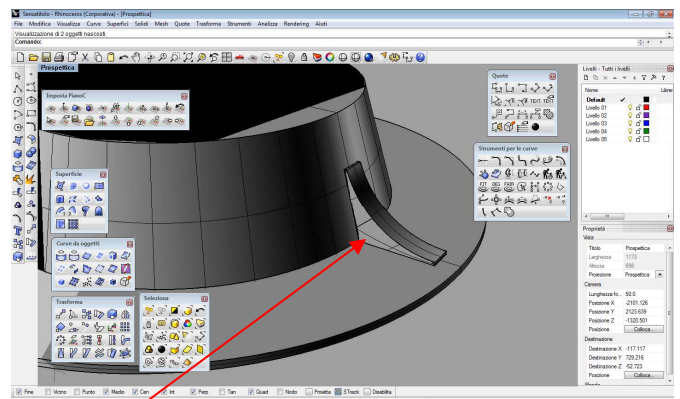 Senzatitolo - Rhinoceros (Corporativa) - [Prospettica]
File Modifica Visualizza Curve Superfici Solidi Mesh Quote Trasforma Strumenti Analizza Rendering Aiuti
Visualizzazione di 2 oggetti nascosti.
Comando:
Prospettica
Imposta PianoC
Superficie
Curve da oggetti
Trasforma
Seleziona
Quote
TEXT TEXT
Strumenti per le curve
Livelli - Tutti i livelli
Nome
Default
Livello 01
Livello 02
Livello 03
Livello 04
Livello 05
Proprietà
Vista
Titolo Prospettica
Larghezza 1173
Altezza 698
Proiezione Prospettica
Camera
Lunghezza fo... 50.0
Posizione X -2101.126
Posizione Y 2123.639
Posizione Z -1320.501
Posizione Colloca...
Destinazione
Destinazione X -117.117
Destinazione Y 729.216
Destinazione Z -52.723
Posizione Colloca...
Fine Vicino Punto Medio Cen Int Perp Tan Quad Nodo Proietta STrack Disabilita